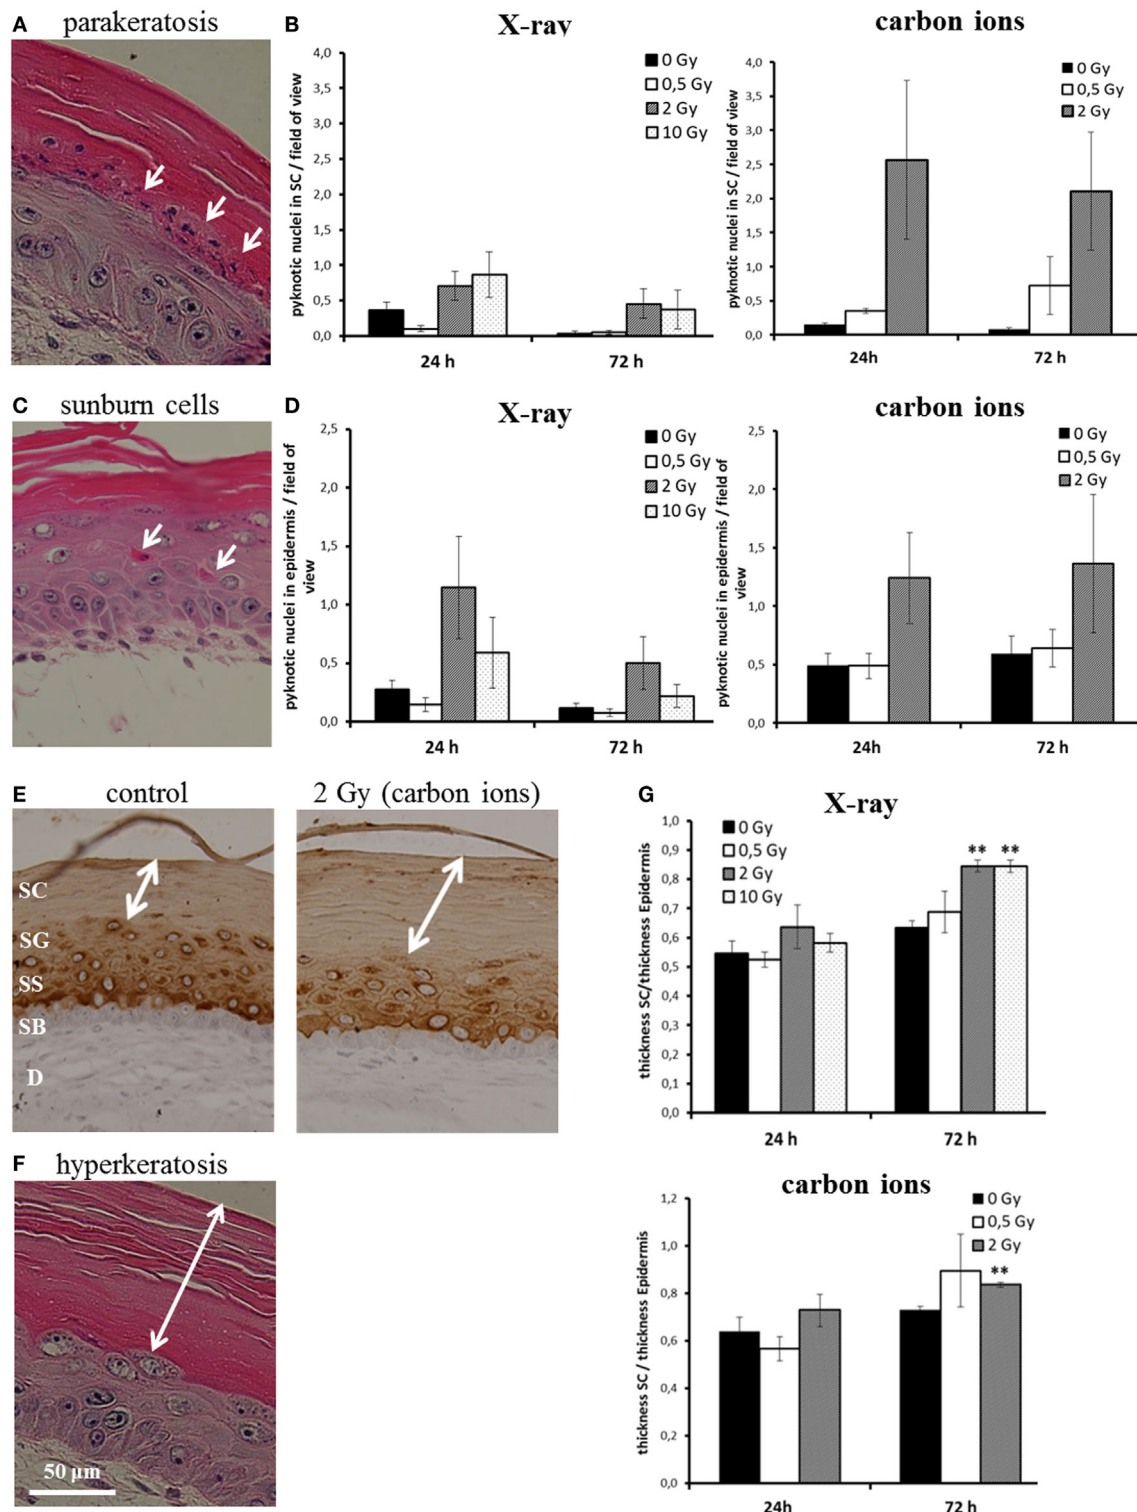 A parakeratosis
B X-ray
pyknotic nuclei in SC / field of view
4,0
3,5
3,0
2,5
2,0
1,5
1,0
0,5
0,0
0 Gy
0,5 Gy
2 Gy
10 Gy
24 h 72 h
carbon ions
pyknotic nuclei in SC / field of view
4,0
3,5
3,0
2,5
2,0
1,5
1,0
0,5
0,0
0 Gy
0,5 Gy
2 Gy
24h 72 h
C sunburn cells
D X-ray
pyknotic nuclei in epidermis / field of
view
2,5
2,0
1,5
1,0
0,5
0,0
0 Gy
0,5 Gy
2 Gy
10 Gy
24 h 72 h
carbon ions
pyknotic nuclei in epidermis / field of
view
2,5
2,0
1,5
1,0
0,5
0,0
0 Gy
0,5 Gy
2 Gy
24h 72 h
E control 2 Gy (carbon ions)
SC
SG
SS
SB
D
F hyperkeratosis
50 µm
G X-ray
thickness SC/thickness Epidermis
1,0
0,9
0,8
0,7
0,6
0,5
0,4
0,3
0,2
0,1
0,0
0 Gy
0,5 Gy
2 Gy
10 Gy
** **
24 h 72 h
carbon ions
thickness SC / thickness Epidermis
1,2
1,0
0,8
0,6
0,4
0,2
0,0
0 Gy
0,5 Gy
2 Gy
**
24h 72 h